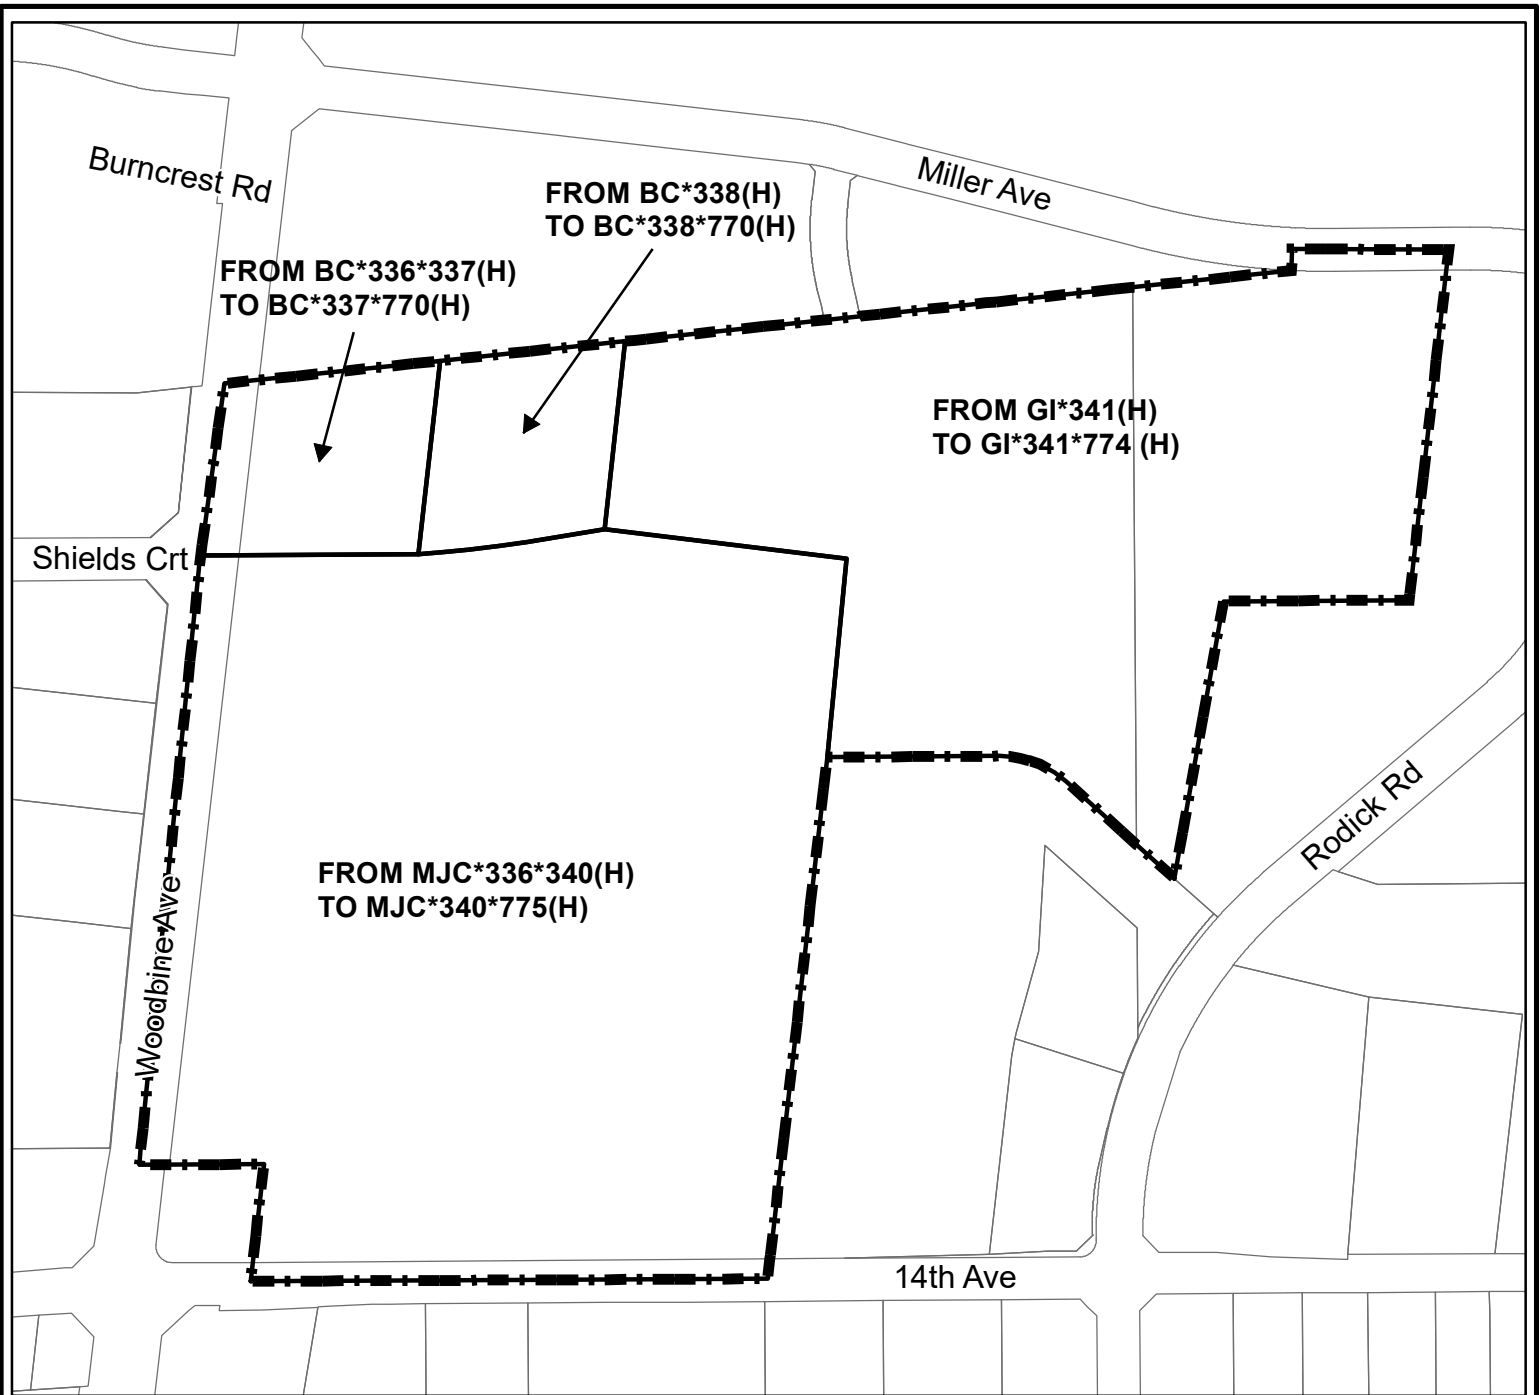 Burncrest Rd
Miller Ave
FROM BC*338(H)
TO BC*338*770(H)
FROM BC*336*337(H)
TO BC*337*770(H)
FROM GI*341(H)
TO GI*341*774 (H)
Shields Crt
Rodick Rd
FROM MJC*336*340(H)
TO MJC*340*775(H)
Woodbine Ave
14th Ave